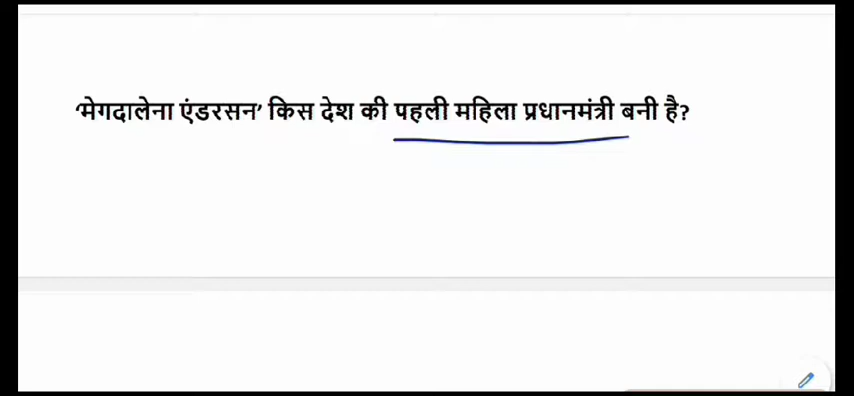 ‘मेगदालेना एंडरसन’ किस देश की पहली महिला प्रधानमंत्री बनी है?